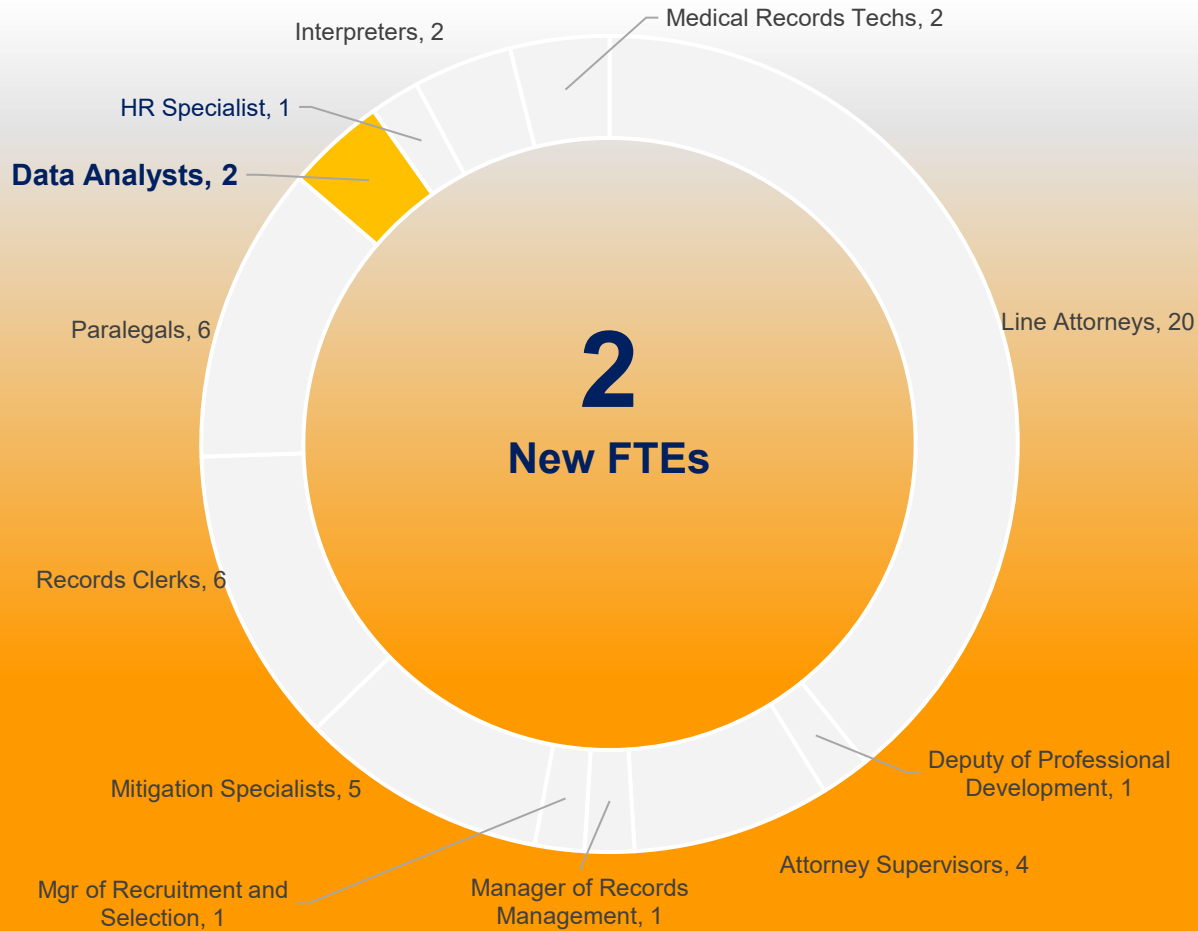 Medical Records Techs, 2
Interpreters, 2
HR Specialist, 1
Data Analysts, 2
Paralegals, 6
Line Attorneys, 20
2
New FTEs
Records Clerks, 6
Deputy of Professional
Development, 1
Mitigation Specialists, 5
Attorney Supervisors, 4
Mgr of Recruitment and
Selection, 1
Manager of Records
Management, 1